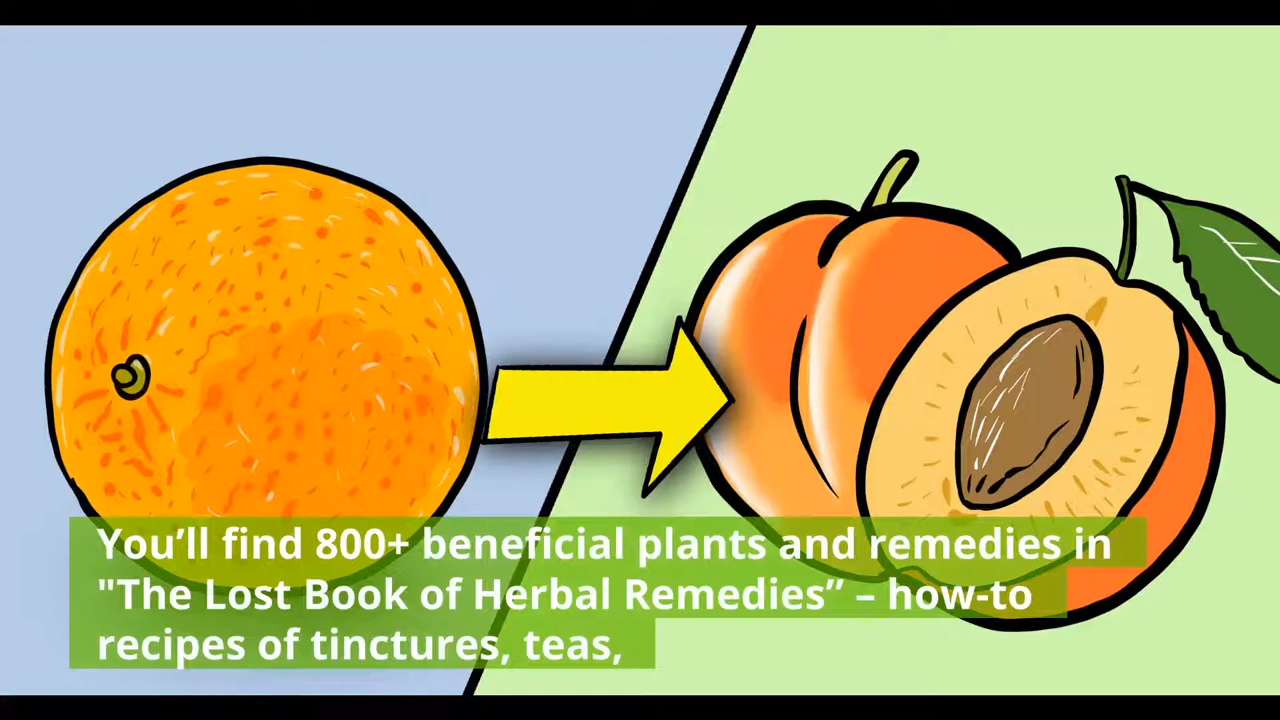 You’ll find 800+ beneficial plants and remedies in
"The Lost Book of Herbal Remedies” – how-to
recipes of tinctures, teas,